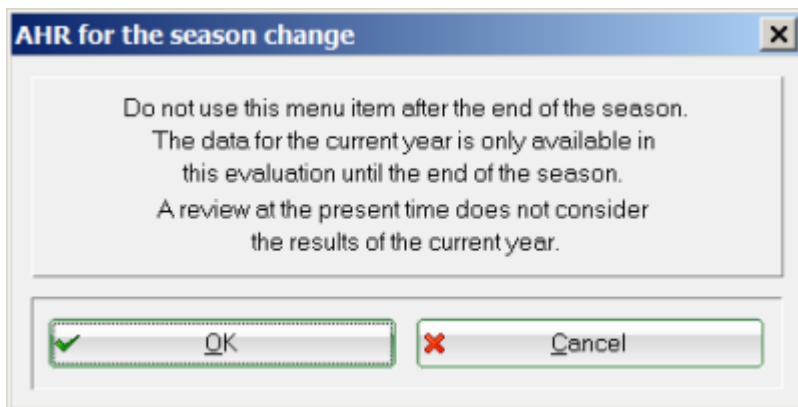 AHR for the season change
Do not use this menu item after the end of the season.
The data for the current year is only available in
this evaluation until the end of the season.
A review at the present time does not consider
the results of the current year.
OK
Cancel